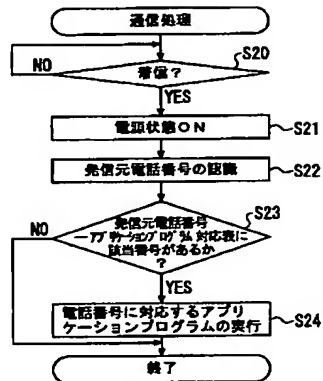 通信処理
着信?
S20
NO
YES
電源状態ON
S21
発信元電話番号の認識
S22
発信元電話番号
S23
NO
ーアプリケーションプログラム対応表に
該当番号があるか
?
YES
電話番号に対応するアプリ
ケーションプログラムの実行
S24
終了